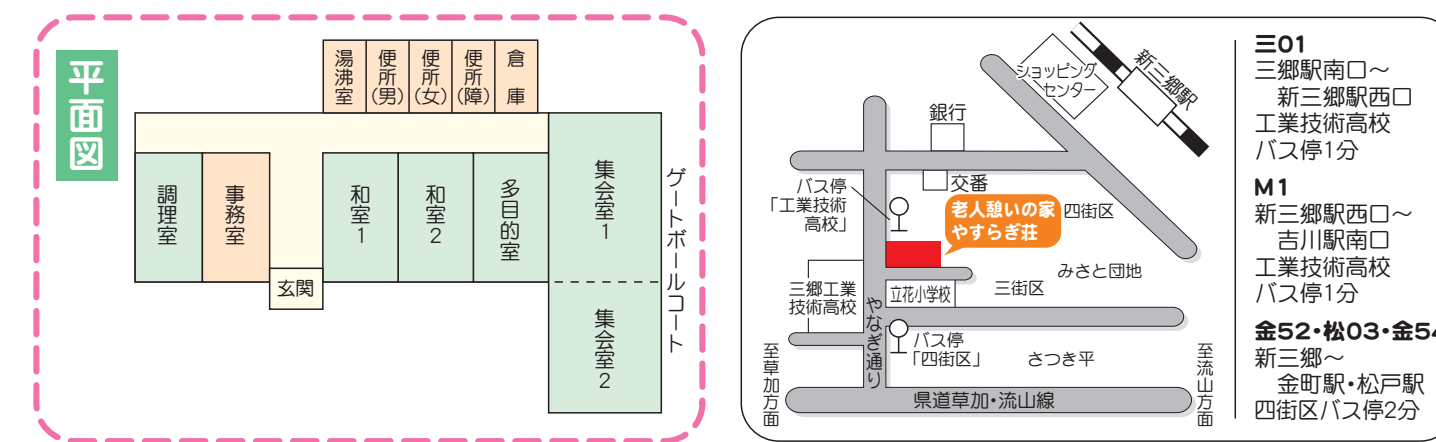 平面図
湯沸室
便所(男)
便所(女)
便所(障)
倉庫
調理室
事務室
玄関
和室1
和室2
多目的室
集会室1
集会室2
ゲートボールコート
ショッピング
センター
新三郷駅
銀行
交番
バス停
「工業技術
高校」
老人憩いの家
やすらぎ荘
四街区
みさと団地
三街区
三郷工業
技術高校
立花小学校
やなぎ通り
バス停
「四街区」
さつき平
至草加方面
県道草加・流山線
至流山方面
三01
三郷駅南口～
新三郷駅西口
工業技術高校
バス停1分
M1
新三郷駅西口～
吉川駅南口
工業技術高校
バス停1分
金52・松03・金54
新三郷～
金町駅・松戸駅
四街区バス停2分